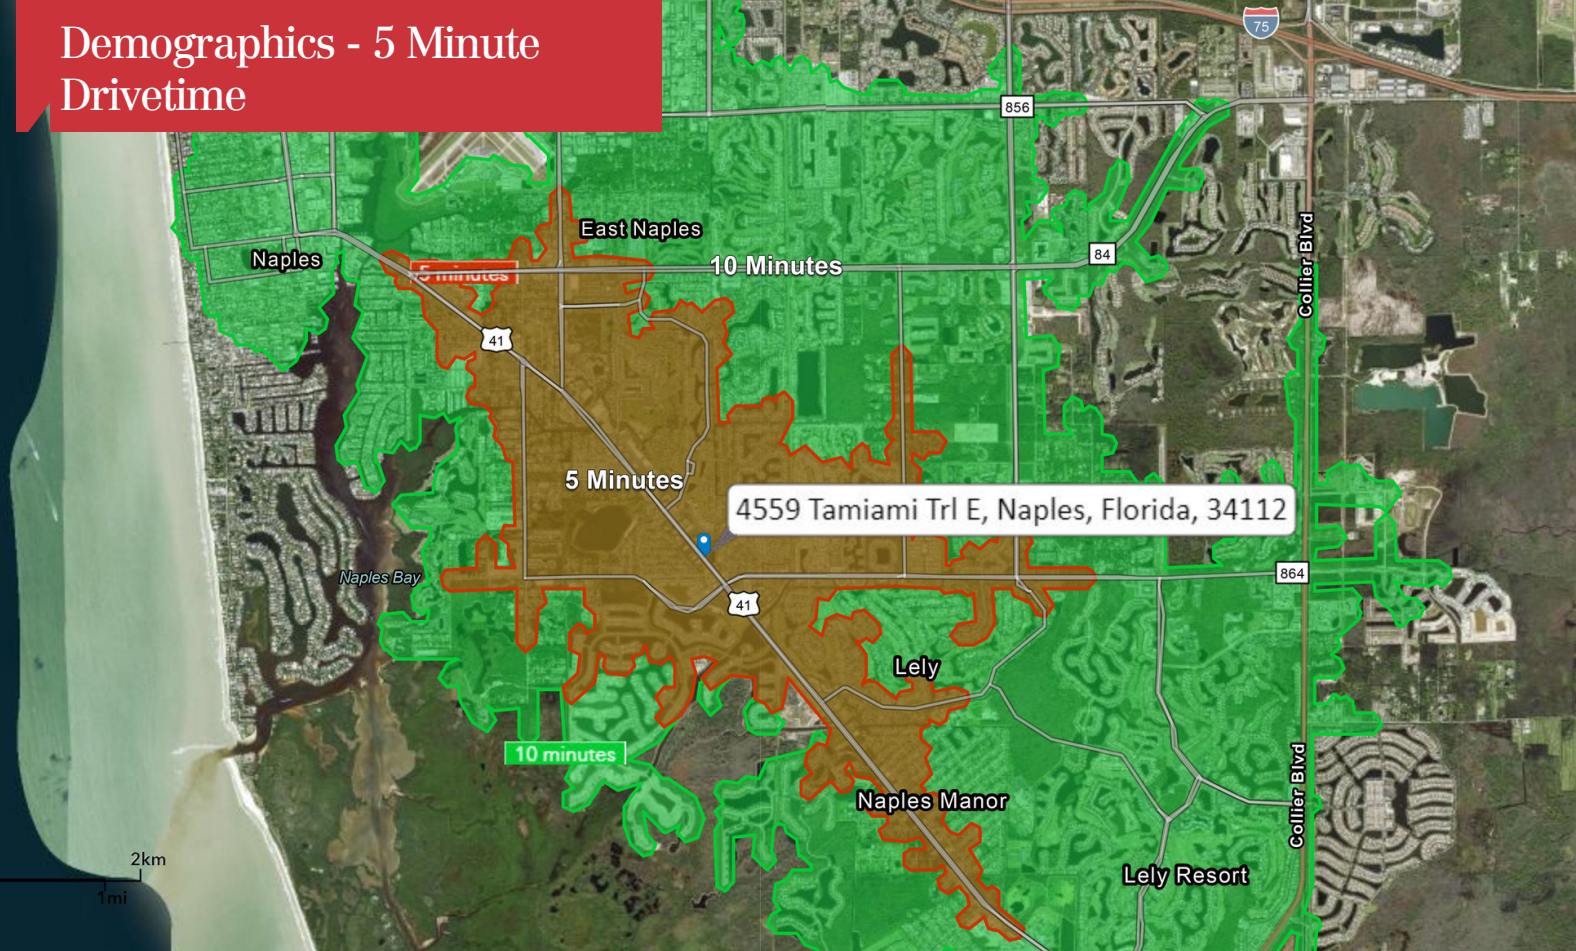 Demographics - 5 Minute
Drivetime
75
856
East Naples
84
Naples
10 Minutes
5 minutes
Collier Blvd
41
5 Minutes
4559 Tamiami Trl E, Naples, Florida, 34112
Naples Bay
864
41
Lely
10 minutes
Naples Manor
Collier Blvd
2km
Lely Resort
1mi